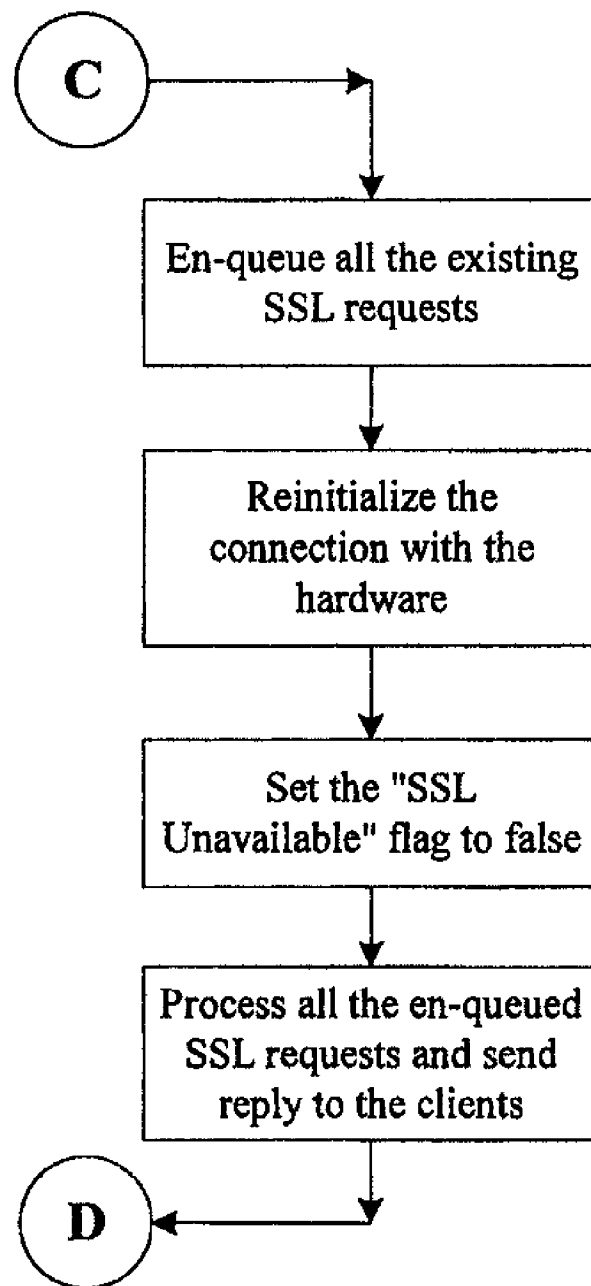 C
En-queue all the existing
SSL requests
Reinitialize the
connection with the
hardware
Set the "SSL
Unavailable" flag to false
Process all the en-queued
SSL requests and send
reply to the clients
D